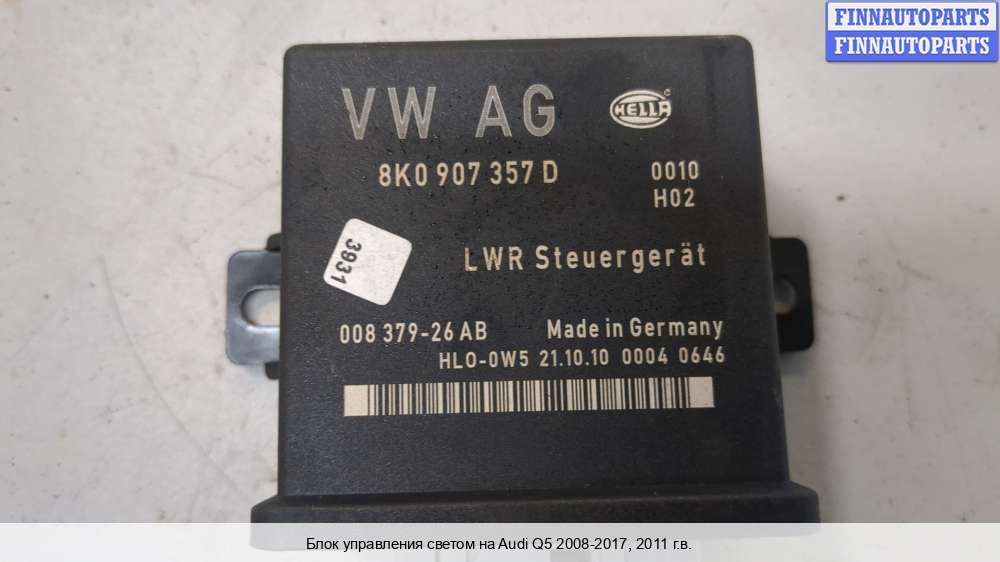 FINNAUTOPARTS
FINNAUTOPARTS
VW AG
HELLA
8K0 907 357 D
0010
H02
3931
LWR Steuergerät
008 379-26 AB
Made in Germany
HLO-0W5 21.10.10 0004 0646
Блок управления светом на Audi Q5 2008-2017, 2011 г.в.